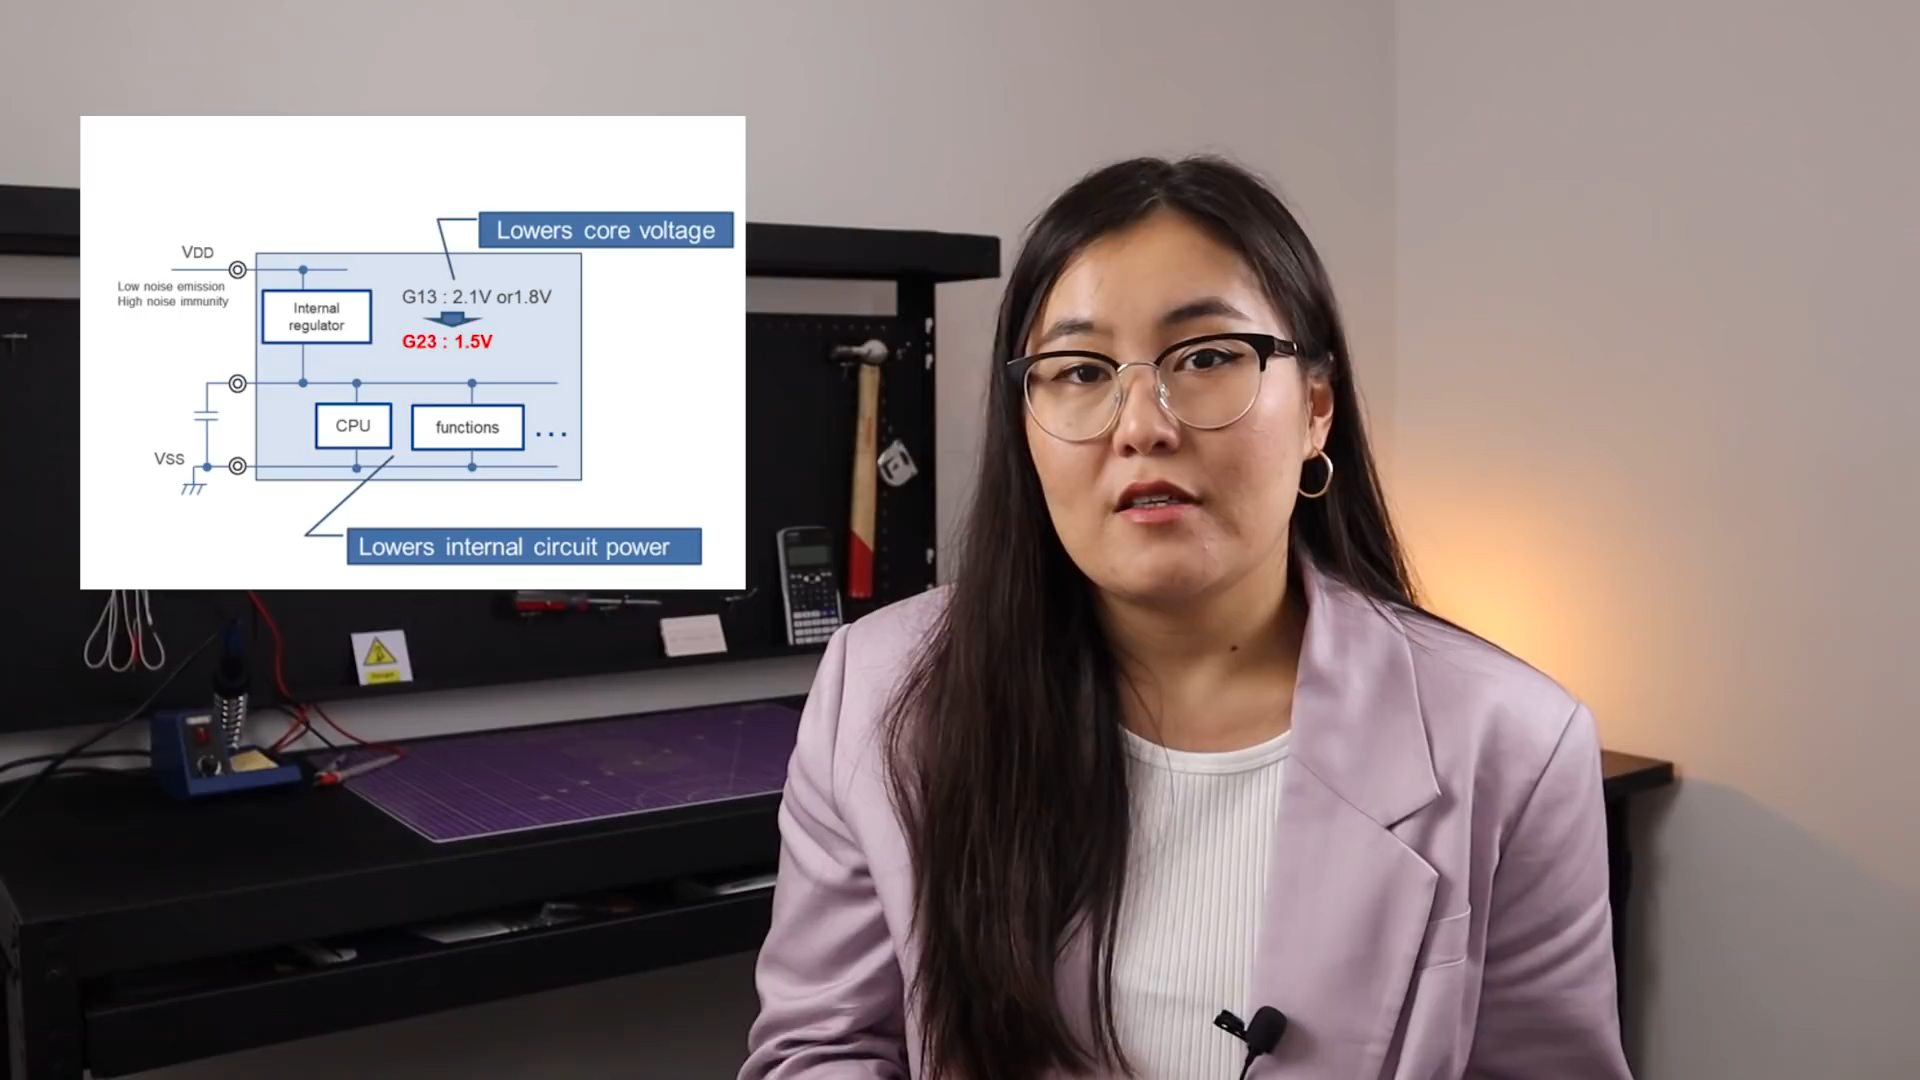 Lowers core voltage
VDD
Low noise emission
High noise immunity
Internal
regulator
G13 : 2.1V or1.8V
G23 : 1.5V
CPU
functions
...
VSS
Lowers internal circuit power